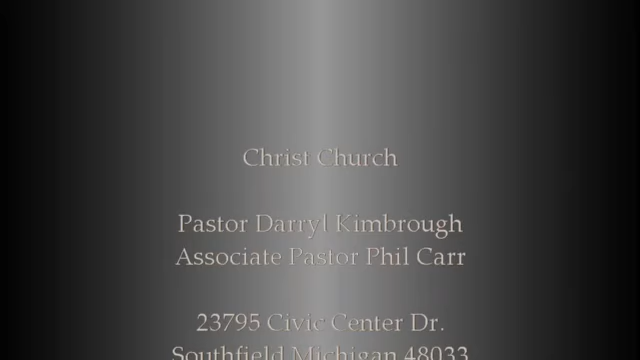 Christ Church
Pastor Darryl Kimbrough
Associate Pastor Phil Carr
23795 Civic Center Dr.
Southfield Michigan 48033